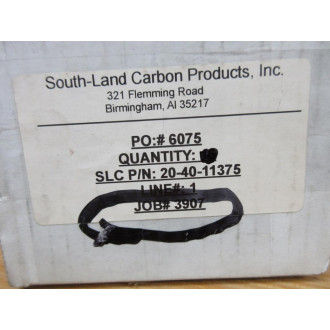 South-Land Carbon Products, Inc.
321 Flemming Road
Birmingham, Al 35217
PO:# 6075
QUANTITY:
SLC P/N: 20-40-11375
LINE#: 1
JOB# 3907